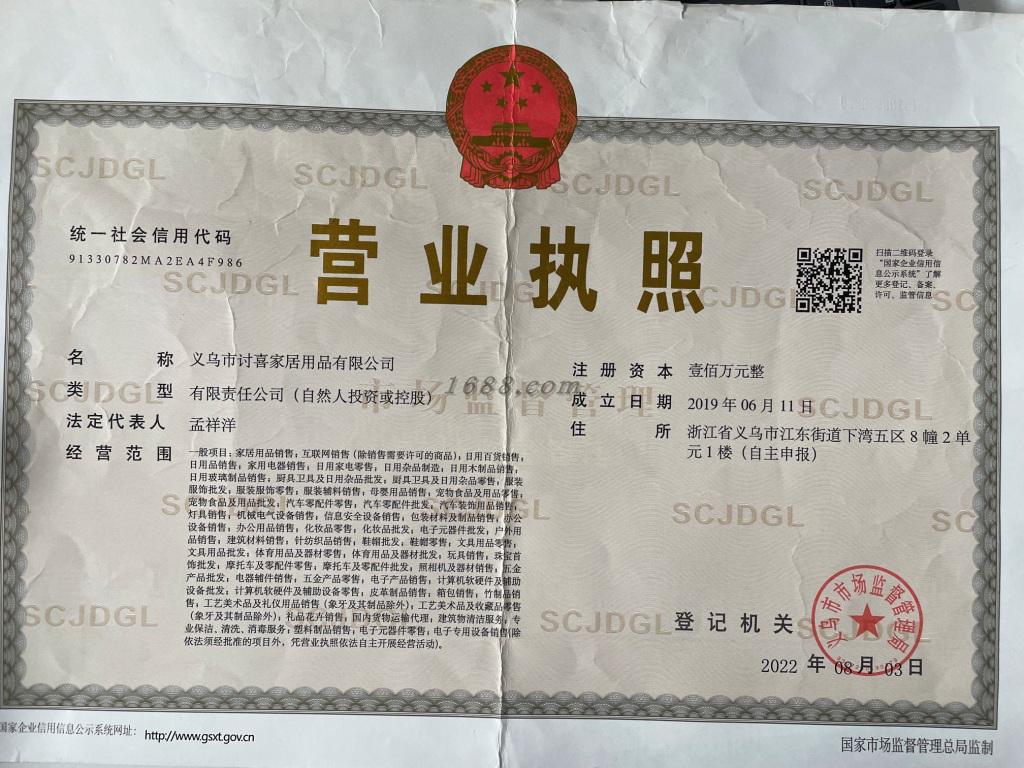 统一社会信用代码
91330782MA2EA4F986
营业执照
扫描二维码登录
“国家企业信用信
息公示系统”了解
更多登记、备案、
许可、监管信息
名 称 义乌市讨喜家居用品有限公司
类 型 有限责任公司（自然人投资或控股）
法定代表人 孟祥洋
经营范围 一般项目：家居用品销售；互联网销售（除销售需要许可的商品）；日用百货销售；
日用品销售；家用电器销售；日用家电零售；日用杂品制造；日用木制品销售；
日用玻璃制品销售；厨具卫具及日用杂品批发；厨具卫具及日用杂品零售；服装
服饰批发；服装服饰零售；服装辅料销售；母婴用品销售；宠物食品及用品零售；
宠物食品及用品批发；汽车零配件零售；汽车零配件批发；汽车装饰用品销售；
灯具销售；机械电气设备销售；信息安全设备销售；包装材料及制品销售；办公
设备销售；办公用品销售；化妆品零售；化妆品批发；电子元器件批发；户外用
品销售；建筑材料销售；针纺织品销售；鞋帽批发；鞋帽零售；文具用品零售；
文具用品批发；体育用品及器材零售；体育用品及器材批发；玩具销售；珠宝首
饰批发；摩托车及零配件零售；摩托车及零配件批发；照相机及器材销售；五金
产品批发；电器辅件销售；五金产品零售；电子产品销售；计算机软硬件及辅助
设备批发；计算机软硬件及辅助设备零售；皮革制品销售；箱包销售；竹制品销
售；工艺美术品及礼仪用品销售（象牙及其制品除外）；工艺美术品及收藏品零售
（象牙及其制品除外）；礼品花卉销售；国内货物运输代理；建筑物清洁服务；专
业保洁、清洗、消毒服务；塑料制品销售；电子元器件零售；电子专用设备销售(除
依法须经批准的项目外，凭营业执照依法自主开展经营活动)。
注册资本 壹佰万元整
成立日期 2019年06月11日
住 所 浙江省义乌市江东街道下湾五区8幢2单
元1楼（自主申报）
1688.com
市场监督管理
SCJDGL SCJDGL SCJDGL SCJDGL
登记机关
义乌市市场监督管理局
2022年08月03日
国家企业信用信息公示系统网址：http://www.gsxt.gov.cn
国家市场监督管理总局监制